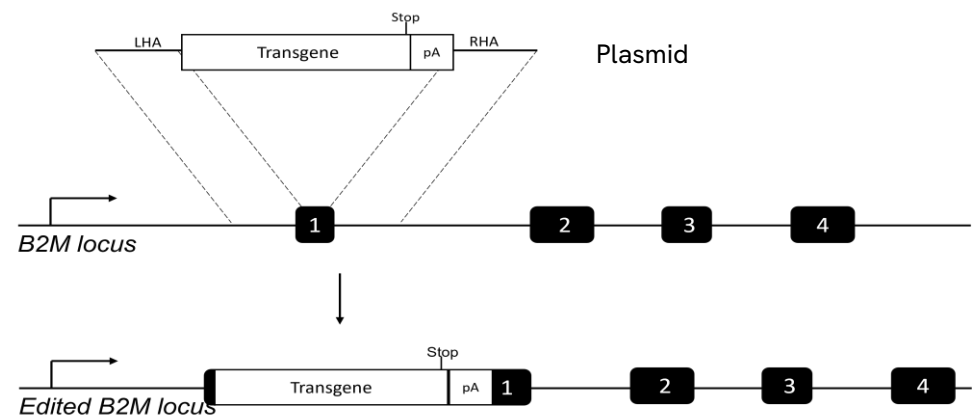 Stop
LHA
Transgene
pA
RHA
Plasmid
1
2
3
4
B2M locus
Stop
Transgene
pA
1
2
3
4
Edited B2M locus